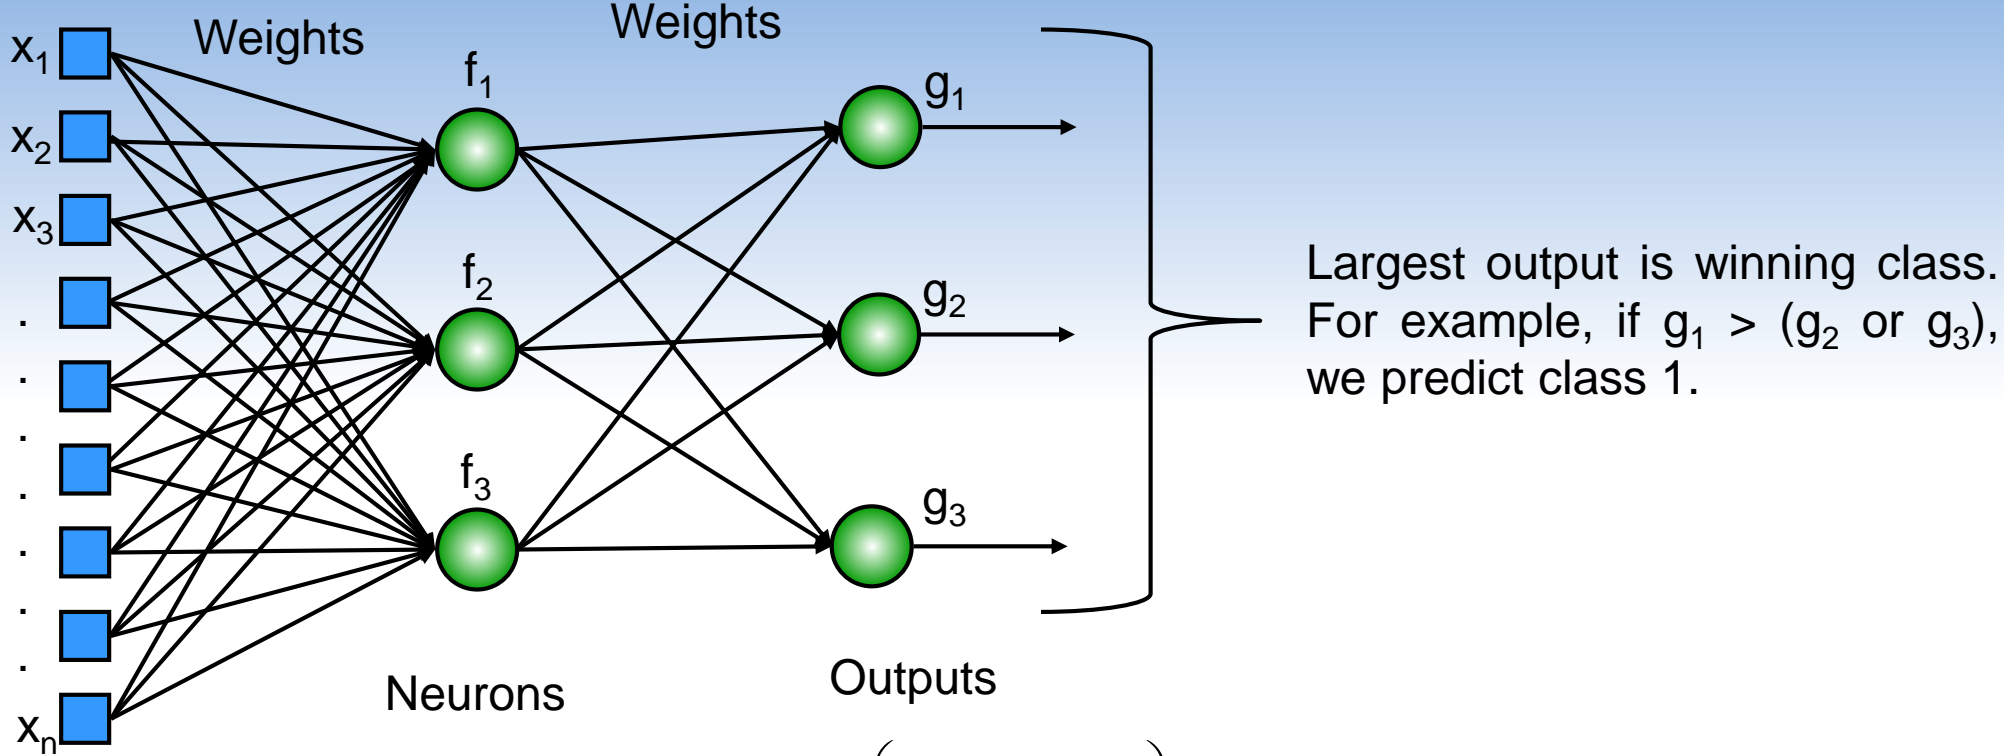 Weights
Weights
x1
x2
x3
.
.
.
.
.
.
.
xn
f1
f2
f3
g1
g2
g3
Neurons
Outputs
Largest output is winning class.
For example, if g1 > (g2 or g3),
we predict class 1.